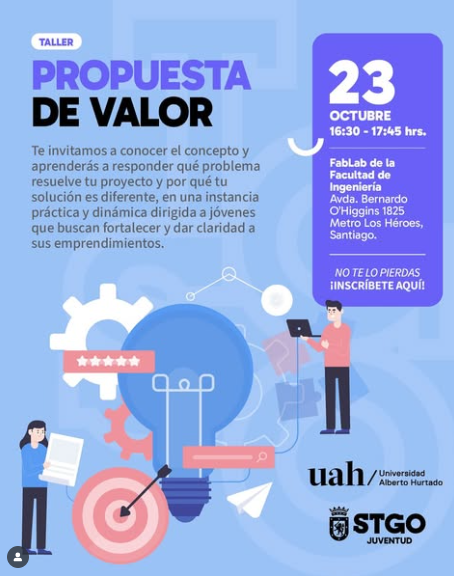 TALLER
PROPUESTA
DE VALOR
Te invitamos a conocer el concepto y
aprenderás a responder qué problema
resuelve tu proyecto y por qué tu
solución es diferente, en una instancia
práctica y dinámica dirigida a jóvenes
que buscan fortalecer y dar claridad a
sus emprendimientos.
23
OCTUBRE
16:30 - 17:45 hrs.
FabLab de la
Facultad de
Ingeniería
Avda. Bernardo
O'Higgins 1825
Metro Los Héroes,
Santiago.
NO TE LO PIERDAS
¡INSCRÍBETE AQUÍ!
uah/ Universidad
Alberto Hurtado
STGO
JUVENTUD